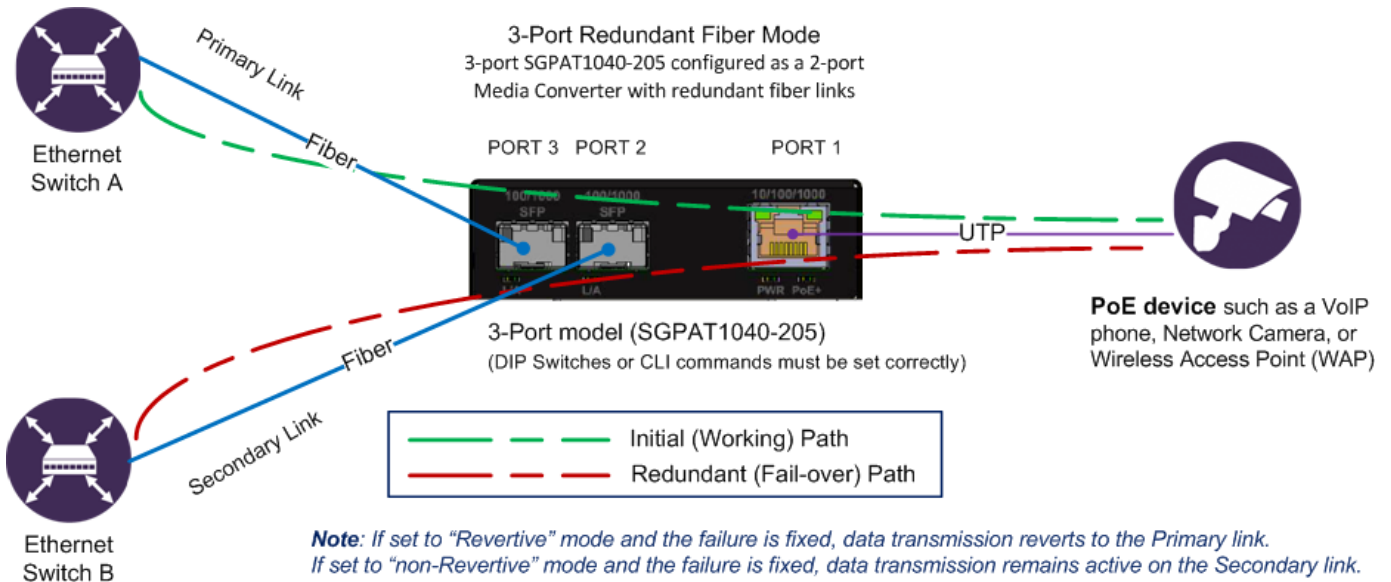 3-Port Redundant Fiber Mode
3-port SGPAT1040-205 configured as a 2-port
Media Converter with redundant fiber links
Primary Link
Fiber
Ethernet
Switch A
PORT 3 PORT 2 PORT 1
100/1000 100/1000 10/100/1000
SFP SFP
UTP
L/A L/A PWR PoE+
PoE device such as a VoIP
phone, Network Camera, or
Wireless Access Point (WAP)
3-Port model (SGPAT1040-205)
(DIP Switches or CLI commands must be set correctly)
Fiber
Secondary Link
Ethernet
Switch B
Initial (Working) Path
Redundant (Fail-over) Path
Note: If set to “Revertive” mode and the failure is fixed, data transmission reverts to the Primary link.
If set to “non-Revertive” mode and the failure is fixed, data transmission remains active on the Secondary link.